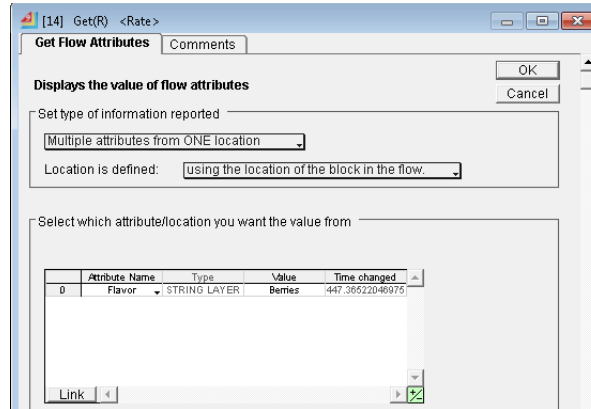 [14] Get(R) <Rate>
Get Flow Attributes Comments
OK
Displays the value of flow attributes
Cancel
Set type of information reported
Multiple attributes from ONE location
Location is defined: using the location of the block in the flow.
Select which attribute/location you want the value from
Attribute Name Type Value Time changed
0 Flavor STRING LAYER Berries 447.36522046975
Link